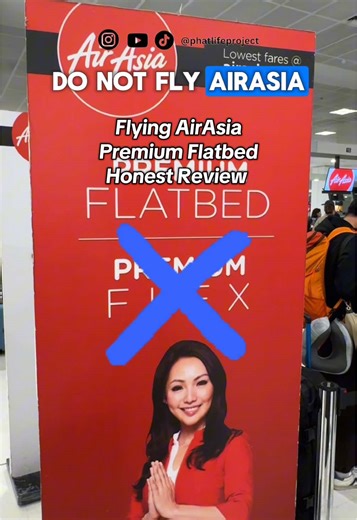 @phatlifeproject
AirAsia
Lowest fares @
DO NOT FLY AIRASIA
Flying AirAsia
Premium Flatbed
Honest Review
PREMIUM
FLATBED
PREMIUM
FLEX
AirAsia